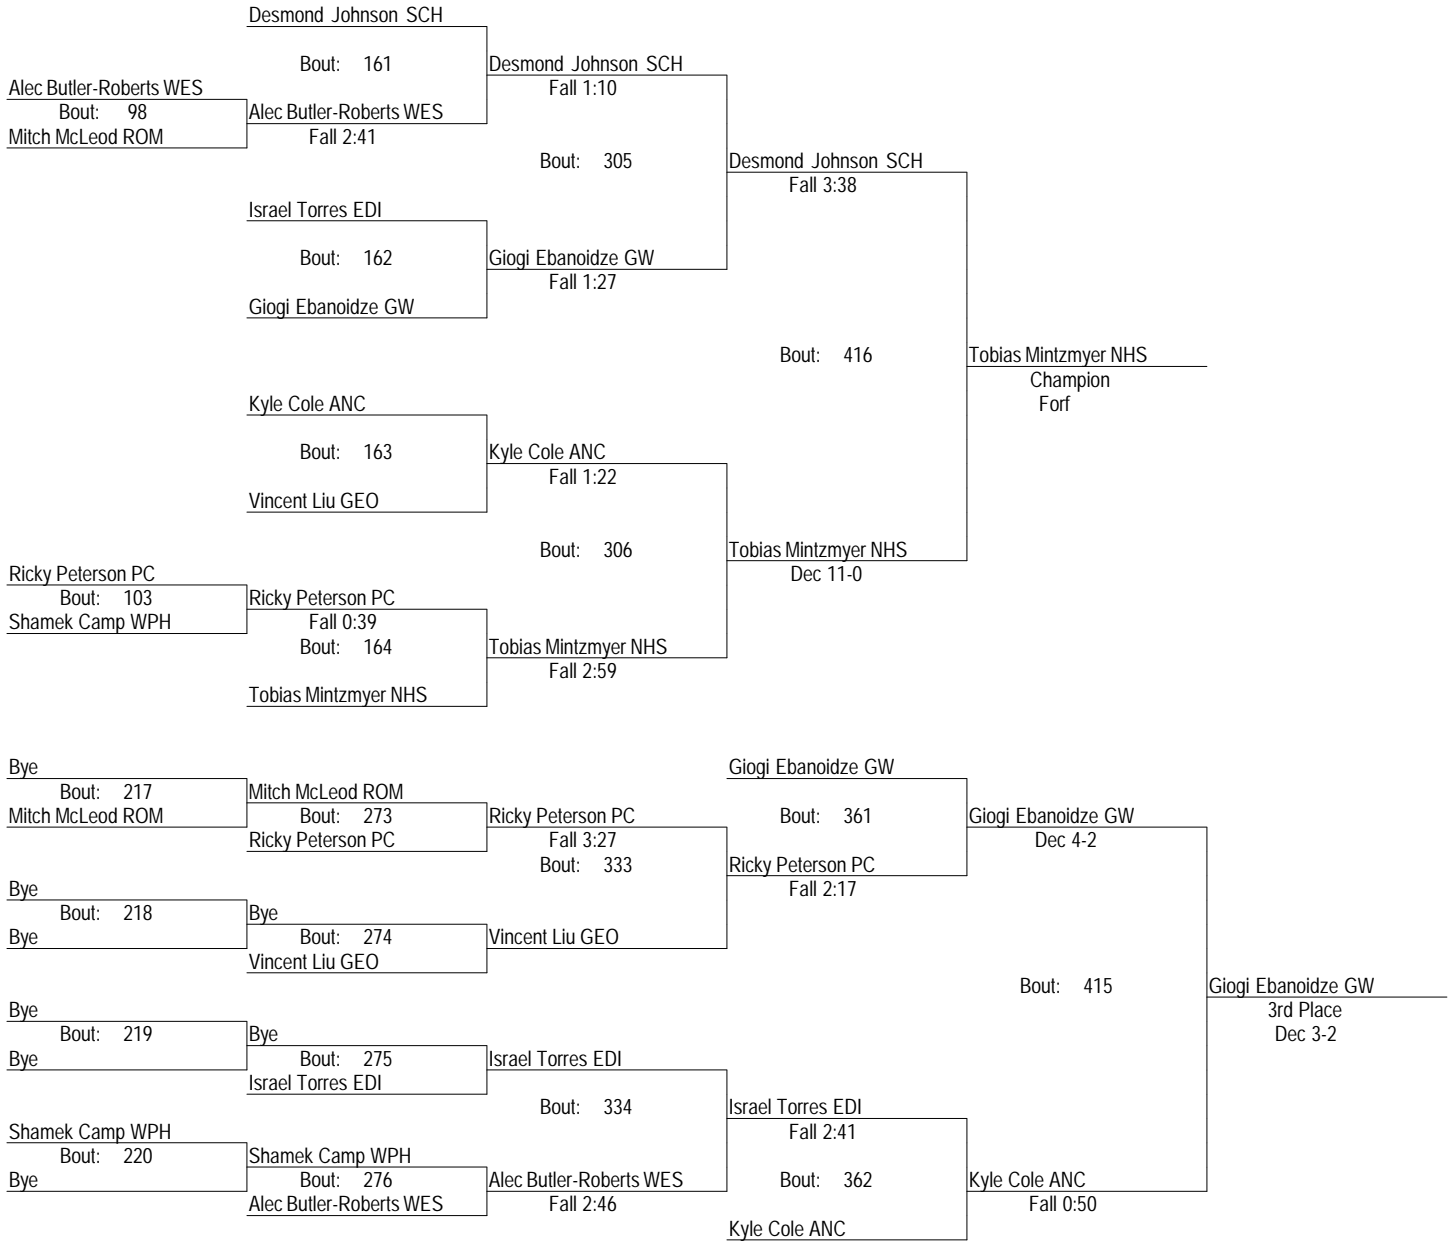 Desmond Johnson SCH
Bout: 161
Desmond Johnson SCH
Alec Butler-Roberts WES
Fall 1:10
Bout: 98
Alec Butler-Roberts WES
Mitch McLeod ROM
Fall 2:41
Bout: 305
Desmond Johnson SCH
Fall 3:38
Israel Torres EDI
Bout: 162
Giogi Ebanoidze GW
Fall 1:27
Giogi Ebanoidze GW
Bout: 416
Tobias Mintzmyer NHS
Champion
Forf
Kyle Cole ANC
Bout: 163
Kyle Cole ANC
Fall 1:22
Vincent Liu GEO
Bout: 306
Tobias Mintzmyer NHS
Dec 11-0
Ricky Peterson PC
Bout: 103
Ricky Peterson PC
Shamek Camp WPH
Fall 0:39
Bout: 164
Tobias Mintzmyer NHS
Fall 2:59
Tobias Mintzmyer NHS
Bye
Giogi Ebanoidze GW
Bout: 217
Mitch McLeod ROM
Mitch McLeod ROM
Bout: 273
Ricky Peterson PC
Bout: 361
Giogi Ebanoidze GW
Ricky Peterson PC
Fall 3:27
Dec 4-2
Bout: 333
Ricky Peterson PC
Fall 2:17
Bye
Bout: 218
Bye
Bye
Bout: 274
Vincent Liu GEO
Vincent Liu GEO
Bout: 415
Giogi Ebanoidze GW
3rd Place
Dec 3-2
Bye
Bout: 219
Bye
Bye
Bout: 275
Israel Torres EDI
Israel Torres EDI
Bout: 334
Israel Torres EDI
Fall 2:41
Shamek Camp WPH
Bout: 220
Shamek Camp WPH
Bye
Bout: 276
Alec Butler-Roberts WES
Bout: 362
Kyle Cole ANC
Alec Butler-Roberts WES
Fall 2:46
Fall 0:50
Kyle Cole ANC